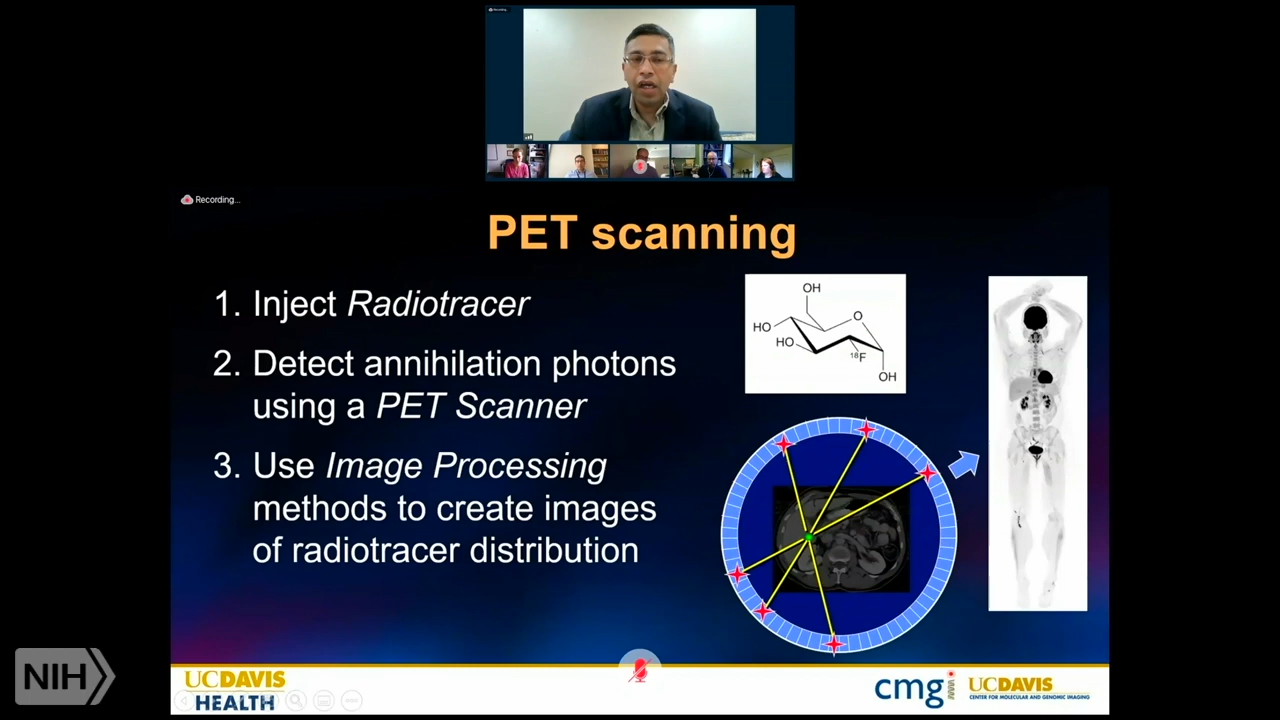 Recording...
PET scanning
1. Inject Radiotracer
2. Detect annihilation photons
using a PET Scanner
3. Use Image Processing
methods to create images
of radiotracer distribution
OH
O
HO
HO
18F
OH
NIH
UCDAVIS
HEALTH
cmgi
UCDAVIS
CENTER FOR MOLECULAR AND GENOMIC IMAGING